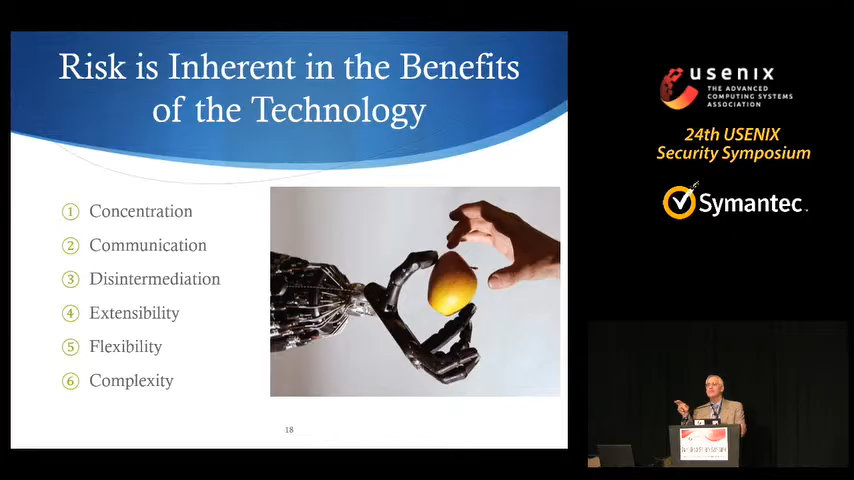 Risk is Inherent in the Benefits
of the Technology
① Concentration
② Communication
③ Disintermediation
④ Extensibility
⑤ Flexibility
⑥ Complexity
18
usenix
THE ADVANCED
COMPUTING SYSTEMS
ASSOCIATION
24th USENIX
Security Symposium
Symantec.